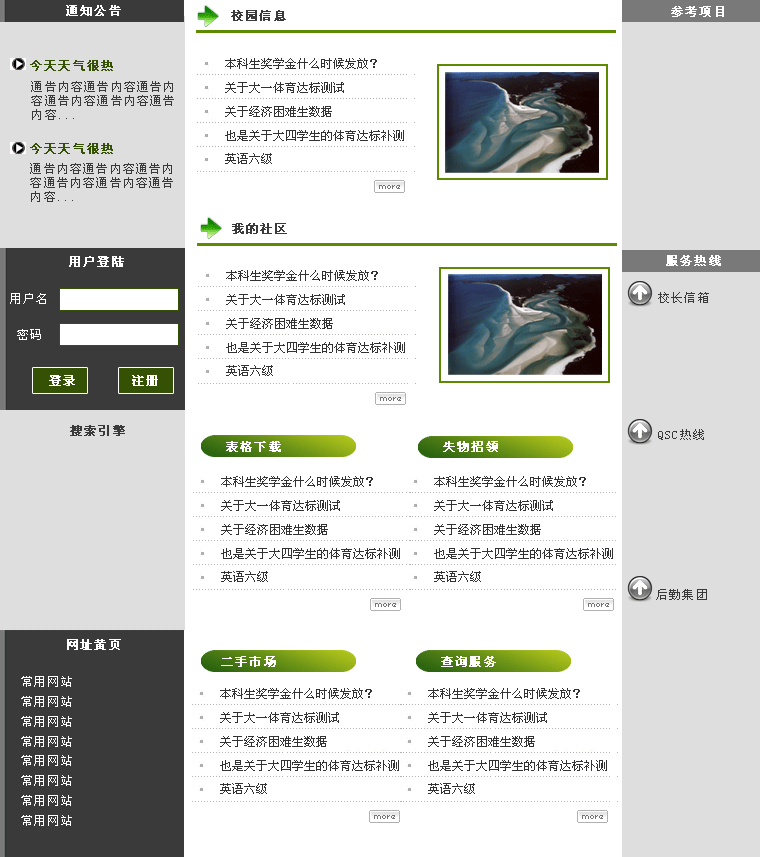 通知公告
今天天气很热
通告内容通告内容通告内
容通告内容通告内容通告
内容...
今天天气很热
通告内容通告内容通告内
容通告内容通告内容通告
内容...
用户登陆
用户名
密码
登录 注册
搜索引擎
网址黄页
常用网站
常用网站
常用网站
常用网站
常用网站
常用网站
常用网站
常用网站
校园信息
本科生奖学金什么时候发放?
关于大一体育达标测试
关于经济困难生数据
也是关于大四学生的体育达标补测
英语六级
more
我的社区
本科生奖学金什么时候发放?
关于大一体育达标测试
关于经济困难生数据
也是关于大四学生的体育达标补测
英语六级
more
表格下载
本科生奖学金什么时候发放?
关于大一体育达标测试
关于经济困难生数据
也是关于大四学生的体育达标补测
英语六级
more
失物招领
本科生奖学金什么时候发放?
关于大一体育达标测试
关于经济困难生数据
也是关于大四学生的体育达标补测
英语六级
more
二手市场
本科生奖学金什么时候发放?
关于大一体育达标测试
关于经济困难生数据
也是关于大四学生的体育达标补测
英语六级
more
查询服务
本科生奖学金什么时候发放?
关于大一体育达标测试
关于经济困难生数据
也是关于大四学生的体育达标补测
英语六级
more
参考项目
服务热线
校长信箱
QSC热线
后勤集团